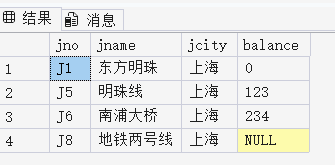 结果 消息
jno jname jcity balance
1 J1 东方明珠 上海 0
2 J5 明珠线 上海 123
3 J6 南浦大桥 上海 234
4 J8 地铁两号线 上海 NULL